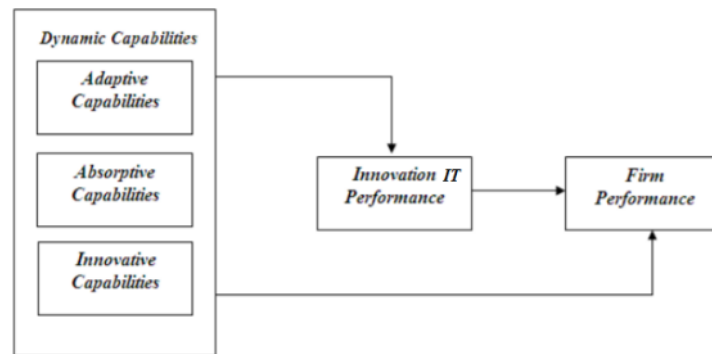 Dynamic Capabilities
Adaptive
Capabilities
Absorptive
Capabilities
Innovative
Capabilities
Innovation IT
Performance
Firm
Performance